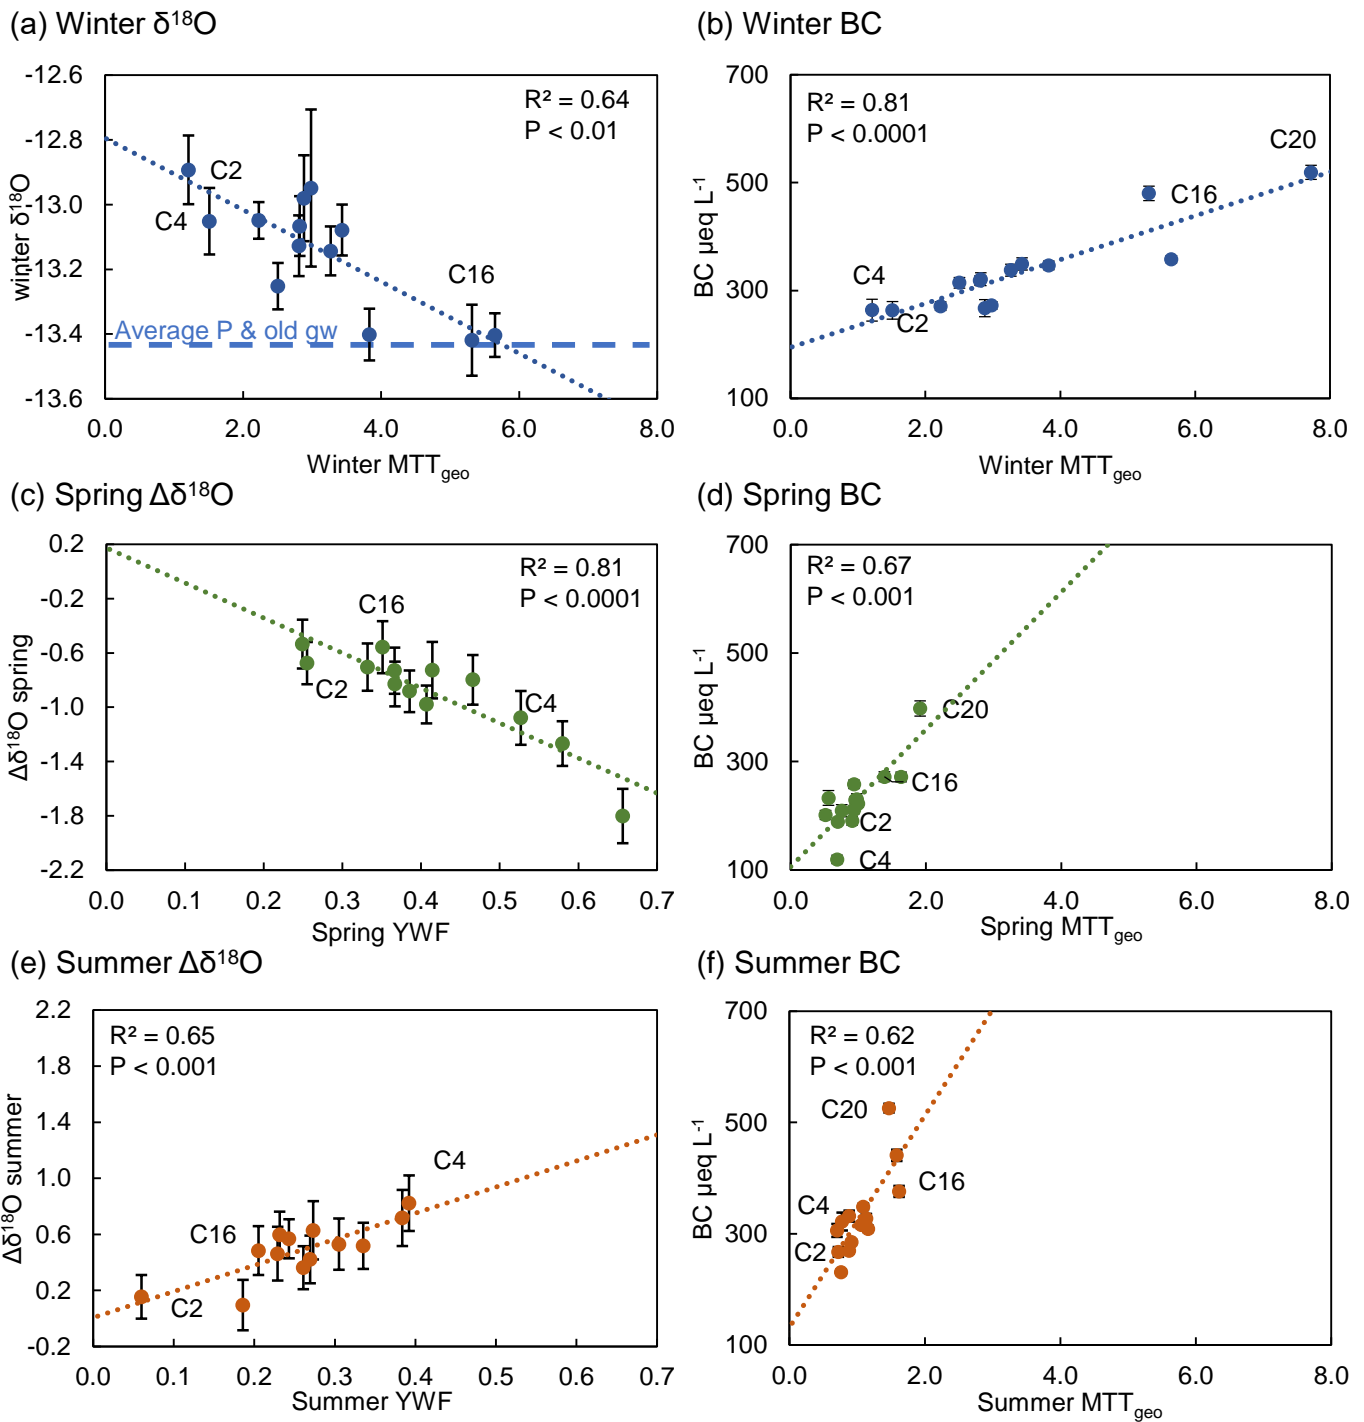 (a) Winter δ¹⁸O
winter δ¹⁸O
-12.6
-12.8
-13.0
-13.2
-13.4
-13.6
R² = 0.64
P < 0.01
C2
C4
C16
Average P & old gw
0.0 2.0 4.0 6.0 8.0
Winter MTTgeo
(b) Winter BC
BC µeq L⁻¹
700
500
300
100
R² = 0.81
P < 0.0001
C20
C16
C4
C2
0.0 2.0 4.0 6.0 8.0
Winter MTTgeo
(c) Spring Δδ¹⁸O
Δδ¹⁸O spring
0.2
-0.2
-0.6
-1.0
-1.4
-1.8
-2.2
R² = 0.81
P < 0.0001
C16
C2
C4
0.0 0.1 0.2 0.3 0.4 0.5 0.6 0.7
Spring YWF
(d) Spring BC
BC µeq L⁻¹
700
500
300
100
R² = 0.67
P < 0.001
C20
C16
C2
C4
0.0 2.0 4.0 6.0 8.0
Spring MTTgeo
(e) Summer Δδ¹⁸O
Δδ¹⁸O summer
2.2
1.8
1.4
1.0
0.6
0.2
-0.2
R² = 0.65
P < 0.001
C4
C16
C2
0.0 0.1 0.2 0.3 0.4 0.5 0.6 0.7
Summer YWF
(f) Summer BC
BC µeq L⁻¹
700
500
300
100
R² = 0.62
P < 0.001
C20
C16
C4
C2
0.0 2.0 4.0 6.0 8.0
Summer MTTgeo